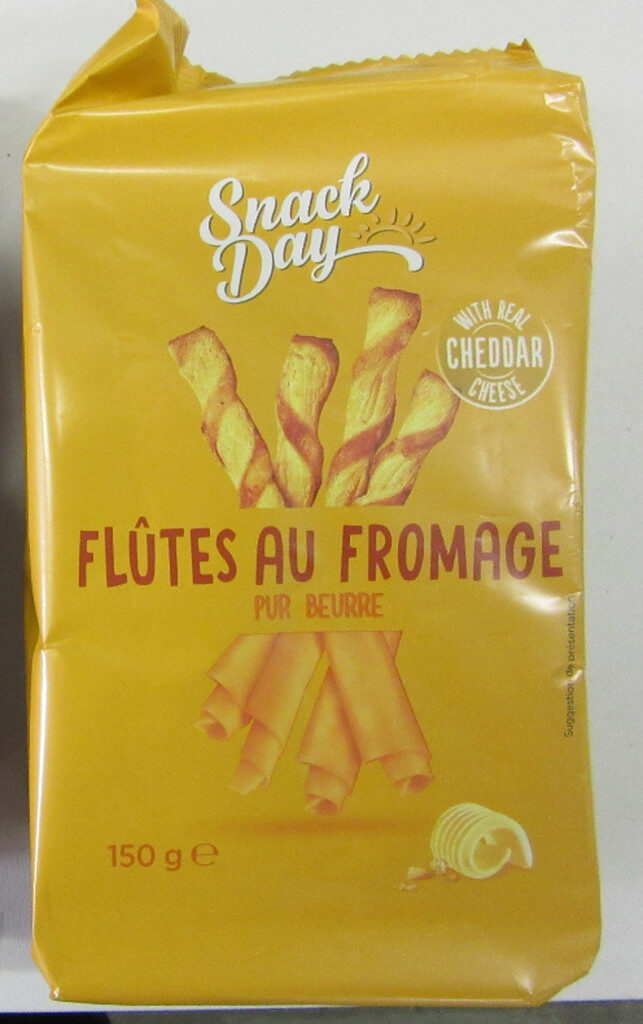 Snack
Day
WITH REAL
CHEDDAR
CHEESE
FLÛTES AU FROMAGE
PUR BEURRE
Suggestion de présentation
150 g ℮